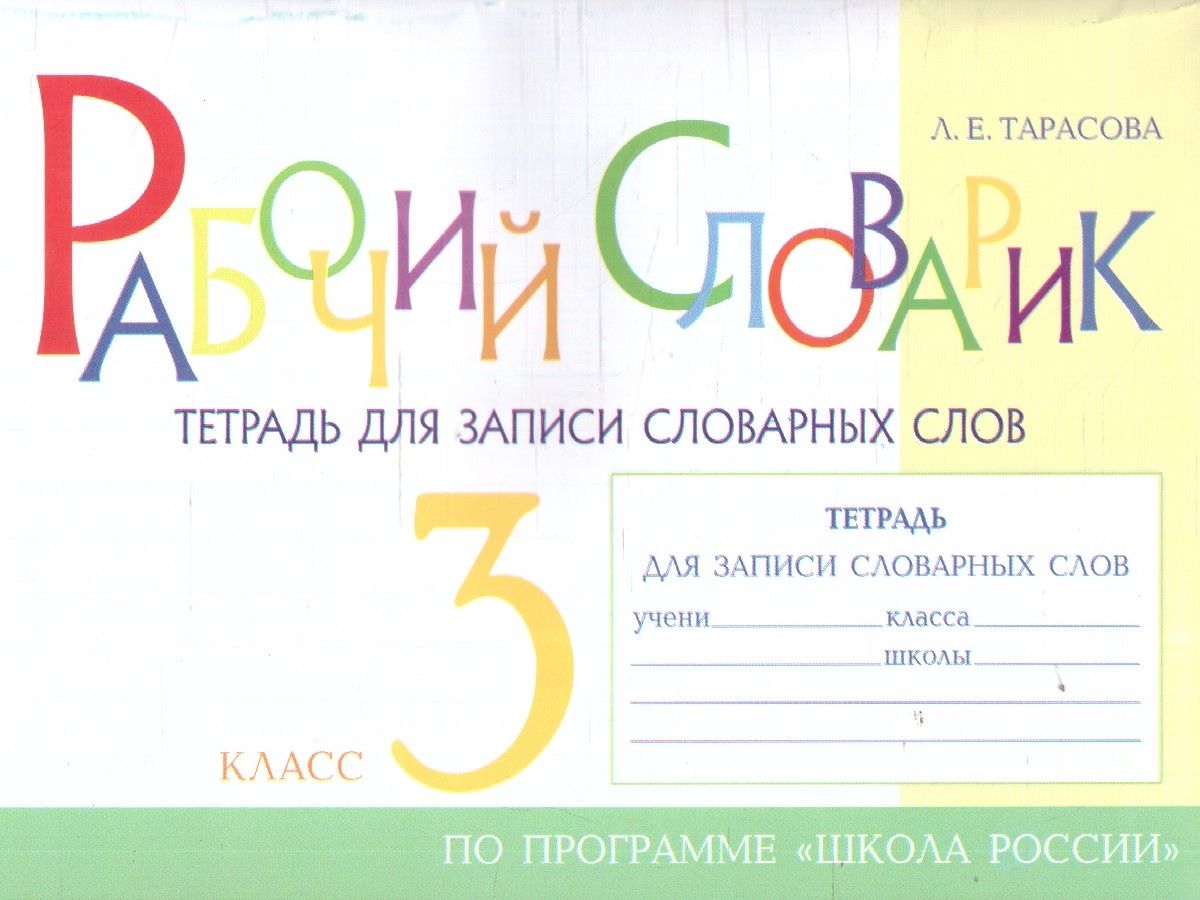 Л. Е. ТАРАСОВА
РАБОЧИЙ СЛОВАРИК
ТЕТРАДЬ ДЛЯ ЗАПИСИ СЛОВАРНЫХ СЛОВ
3
КЛАСС
ТЕТРАДЬ
ДЛЯ ЗАПИСИ СЛОВАРНЫХ СЛОВ
учени класса
школы
ПО ПРОГРАММЕ «ШКОЛА РОССИИ»